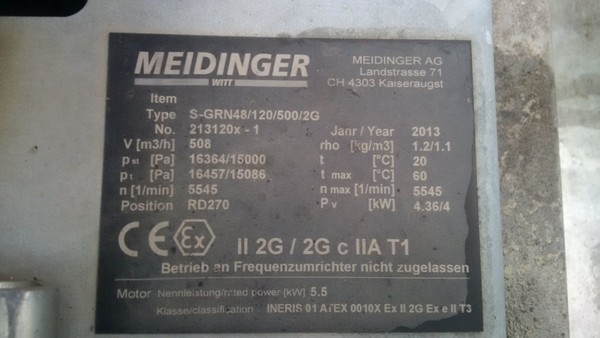 MEIDINGER
WITT
MEIDINGER AG
Landstrasse 71
CH 4303 Kaiseraugst
Item
Type S-GRN48/120/500/2G
No. 213120x - 1 Janr / Year 2013
V [m3/h] 508 rho [kg/m3] 1.2/1.1
p st [Pa] 16364/15000 t [°C] 20
p t [Pa] 16457/15086 t max [°C] 60
n [1/min] 5545 n max [1/min] 5545
Position RD270 P v [kW] 4.36/4
CE Ex II 2G / 2G c IIA T1
Betrieb an Frequenzumrichter nicht zugelassen
Motor Nennleistung/rated power [kW] 5.5
Klasse/classification INERIS 01 ATEX 0010X Ex II 2G Ex e II T3